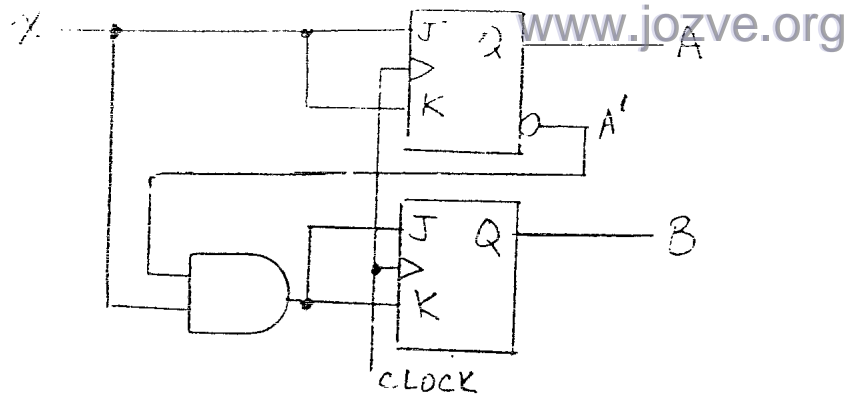 www.jozve.org
x J Q A
K A'
J Q B
K
CLOCK